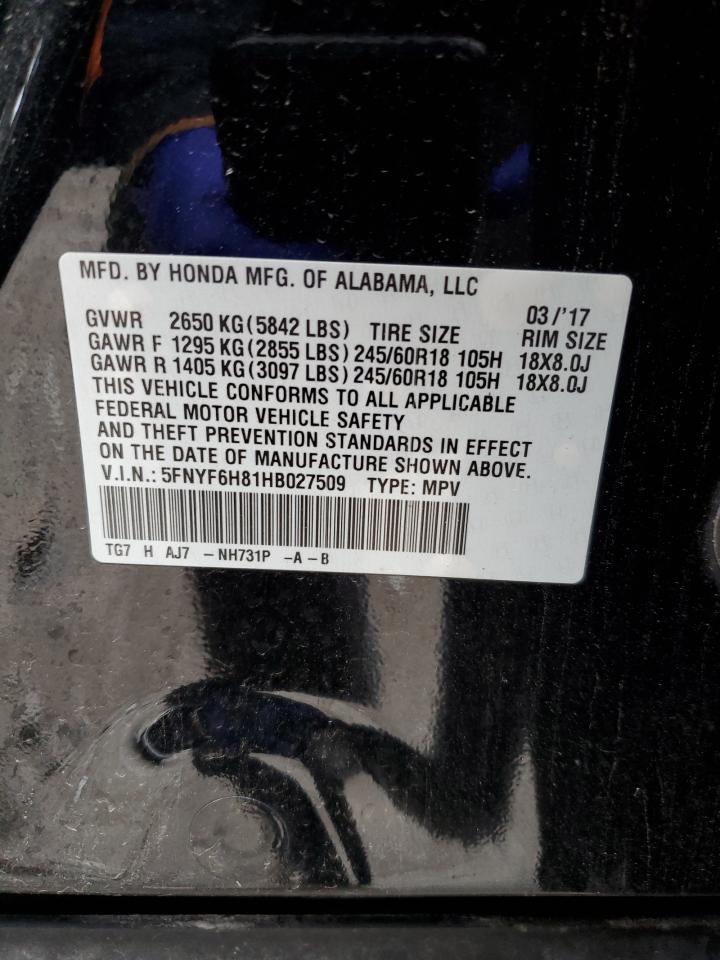 MFD. BY HONDA MFG. OF ALABAMA, LLC
03/'17
GVWR 2650 KG(5842 LBS) TIRE SIZE RIM SIZE
GAWR F 1295 KG(2855 LBS) 245/60R18 105H 18X8.0J
GAWR R 1405 KG(3097 LBS) 245/60R18 105H 18X8.0J
THIS VEHICLE CONFORMS TO ALL APPLICABLE
FEDERAL MOTOR VEHICLE SAFETY
AND THEFT PREVENTION STANDARDS IN EFFECT
ON THE DATE OF MANUFACTURE SHOWN ABOVE.
V.I.N.: 5FNYF6H81HB027509 TYPE: MPV
TG7 H AJ7 -NH731P -A-B